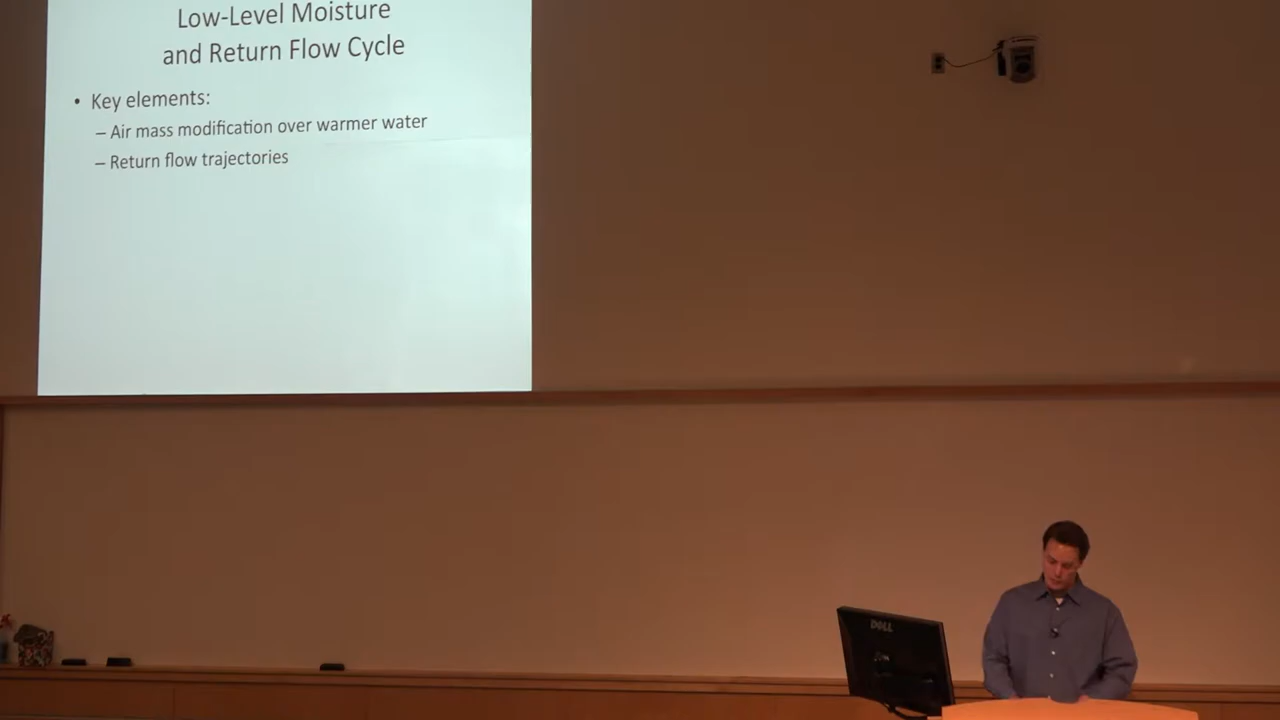 Low-Level Moisture
and Return Flow Cycle
• Key elements:
– Air mass modification over warmer water
– Return flow trajectories
DELL